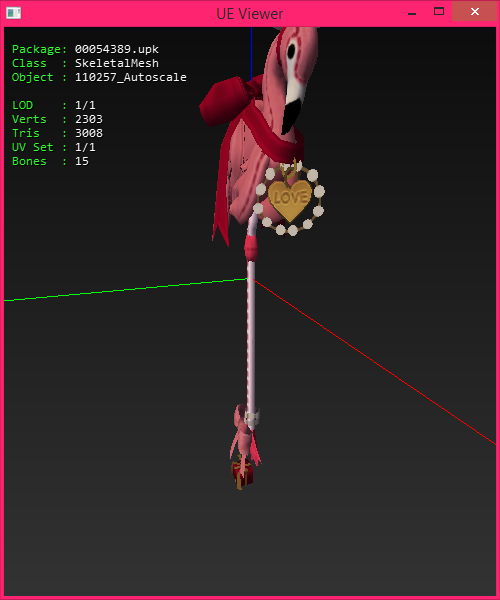 UE Viewer
Package: 00054389.upk
Class : SkeletalMesh
Object : 110257_Autoscale
LOD : 1/1
Verts : 2303
Tris : 3008
UV Set : 1/1
Bones : 15
LOVE